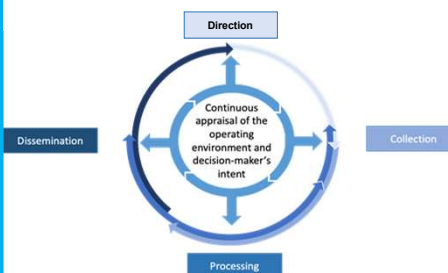 Direction
Continuous
appraisal of the
operating
environment and
decision-maker's
intent
Dissemination
Collection
Processing